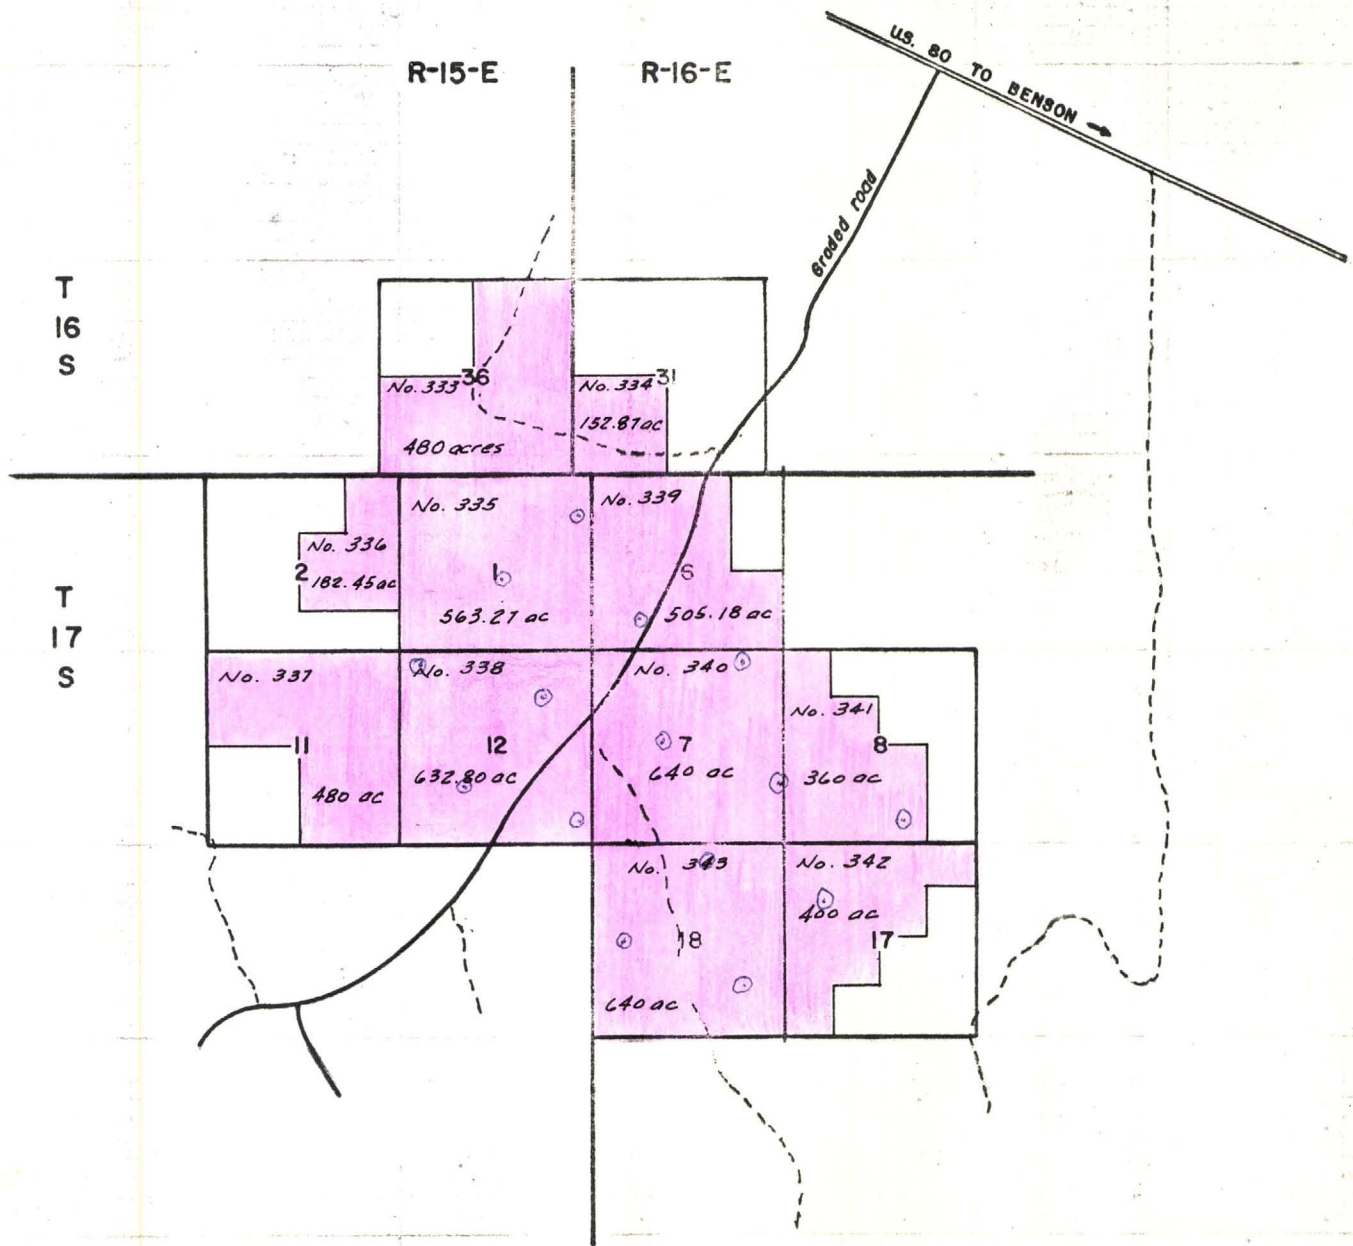 R-15-E
R-16-E
U.S. 80 TO BENSON
Graded road
T
16
S
No. 333
36
480 acres
No. 334
31
152.87 ac
T
17
S
No. 336
2
182.45 ac
No. 335
1
563.27 ac
No. 339
6
505.18 ac
No. 337
11
480 ac
No. 338
12
632.80 ac
No. 340
7
640 ac
No. 341
8
360 ac
No. 343
18
640 ac
No. 342
400 ac
17